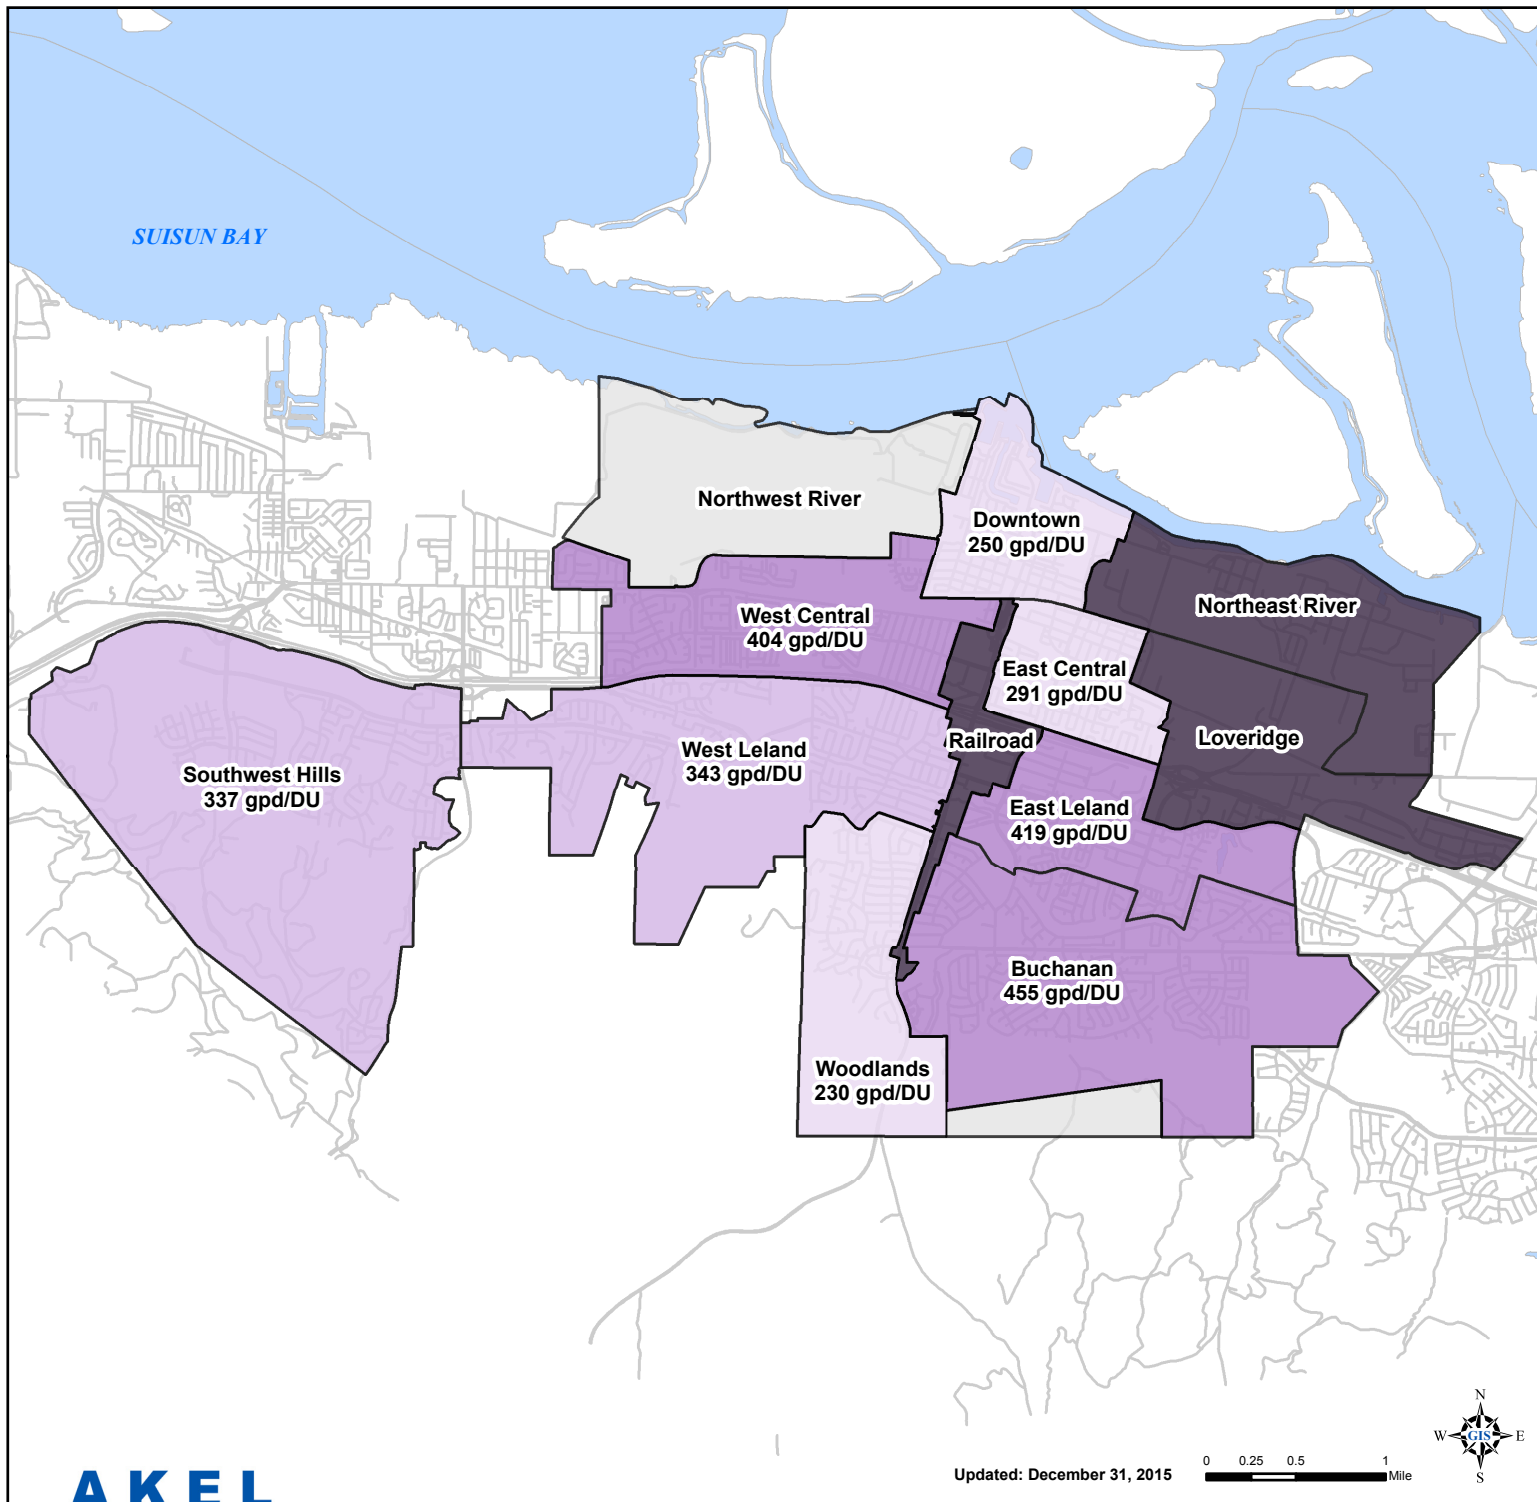 SUISUN BAY
Northwest River
Downtown
250 gpd/DU
Northeast River
West Central
404 gpd/DU
East Central
291 gpd/DU
Railroad
Loveridge
West Leland
343 gpd/DU
Southwest Hills
337 gpd/DU
East Leland
419 gpd/DU
Buchanan
455 gpd/DU
Woodlands
230 gpd/DU
N
W GIS E
S
0 0.25 0.5 1
Mile
Updated: December 31, 2015
AKEL